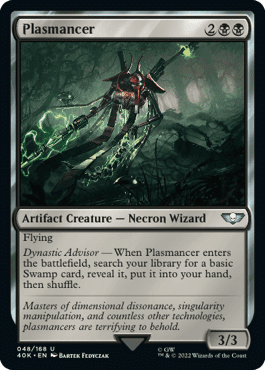 Plasmancer 2
Artifact Creature — Necron Wizard
Flying
Dynastic Advisor — When Plasmancer enters
the battlefield, search your library for a basic
Swamp card, reveal it, put it into your hand,
then shuffle.
Masters of dimensional dissonance, singularity
manipulation, and countless other technologies,
plasmancers are terrifying to behold.
3/3
048/168 U © GW
40K • EN BARTEK FEDYCZAK ™ & © 2022 Wizards of the Coast